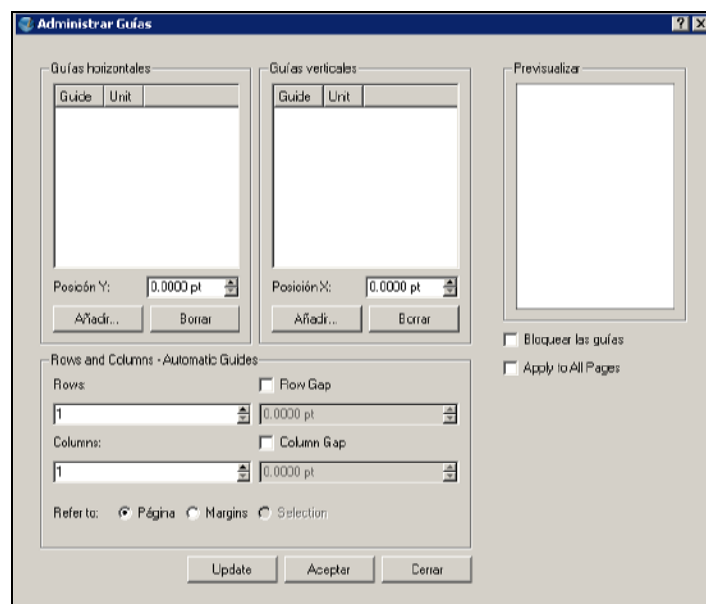 Administrar Guías
Guías horizontales
Guide Unit
Posicón Y: 0.0000 pt
Añadir... Borrar
Guías verticales
Guide Unit
Posición X: 0.0000 pt
Añadir... Borrar
Previsualizar
Bloquear las guías
Apply to All Pages
Rows and Columns - Automatic Guides
Rows: Row Gap
1 0.0000 pt
Columns: Column Gap
1 0.0000 pt
Refer to: Página Margins Selection
Update Aceptar Cerrar